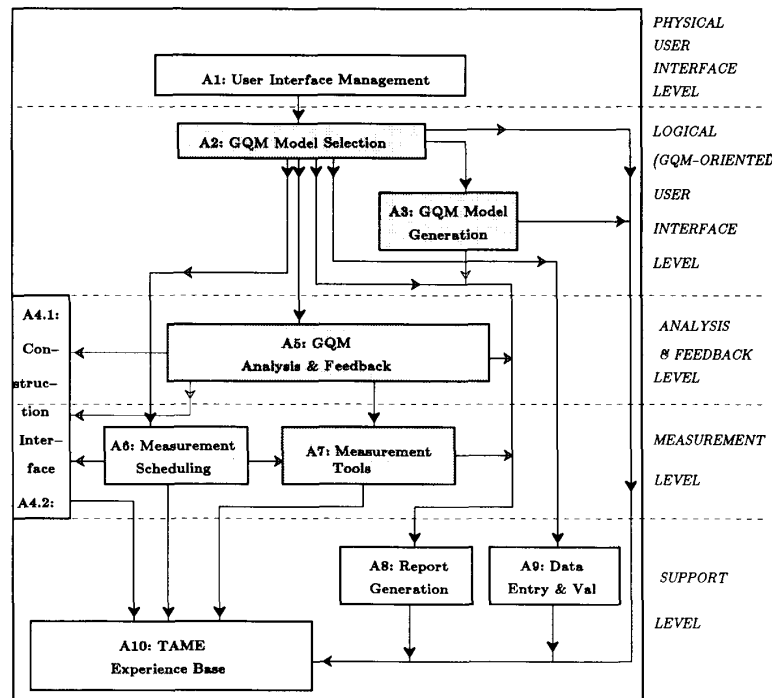 PHYSICAL
USER
INTERFACE
LEVEL
A1: User Interface Management
LOGICAL
(GQM-ORIENTED
USER
INTERFACE
LEVEL
A2: GQM Model Selection
A3: GQM Model
Generation
ANALYSIS
& FEEDBACK
LEVEL
A4.1:
Con-
struc-
tion
Inter-
face
A4.2:
A5: GQM
Analysis & Feedback
MEASUREMENT
LEVEL
A6: Measurement
Scheduling
A7: Measurement
Tools
SUPPORT
LEVEL
A8: Report
Generation
A9: Data
Entry & Val
A10: TAME
Experience Base